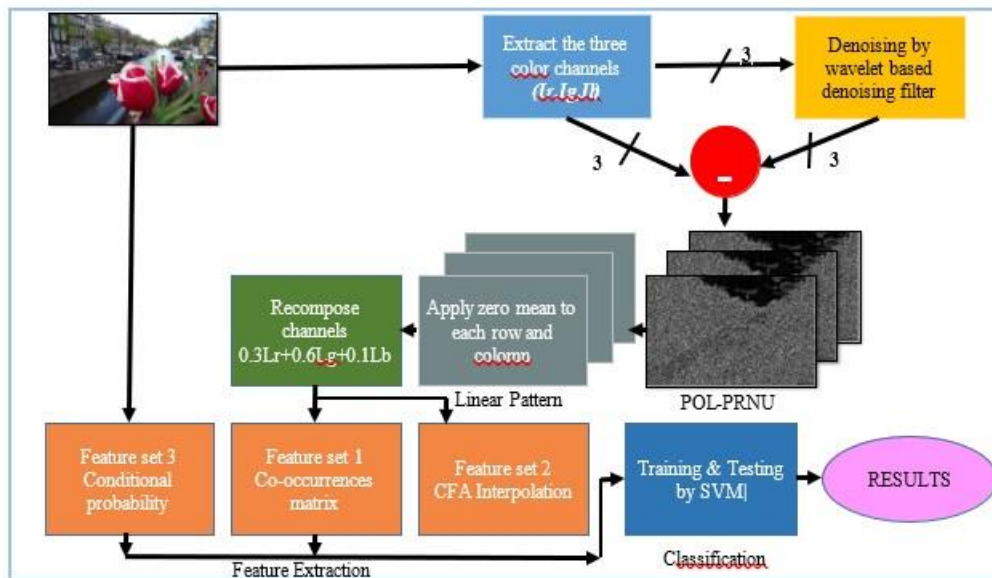 Extract the three
color channels
(Ir,Ig,Ib)
3
Denoising by
wavelet based
denoising filter
3
3
-
Recompose
channels
0.3Lr+0.6Lg+0.1Lb
Apply zero mean to
each row and
colomn
Linear Pattern
POL-PRNU
Feature set 3
Conditional
probability
Feature set 1
Co-occurrences
matrix
Feature set 2
CFA Interpolation
Training & Testing
by SVM|
RESULTS
Feature Extraction
Classification